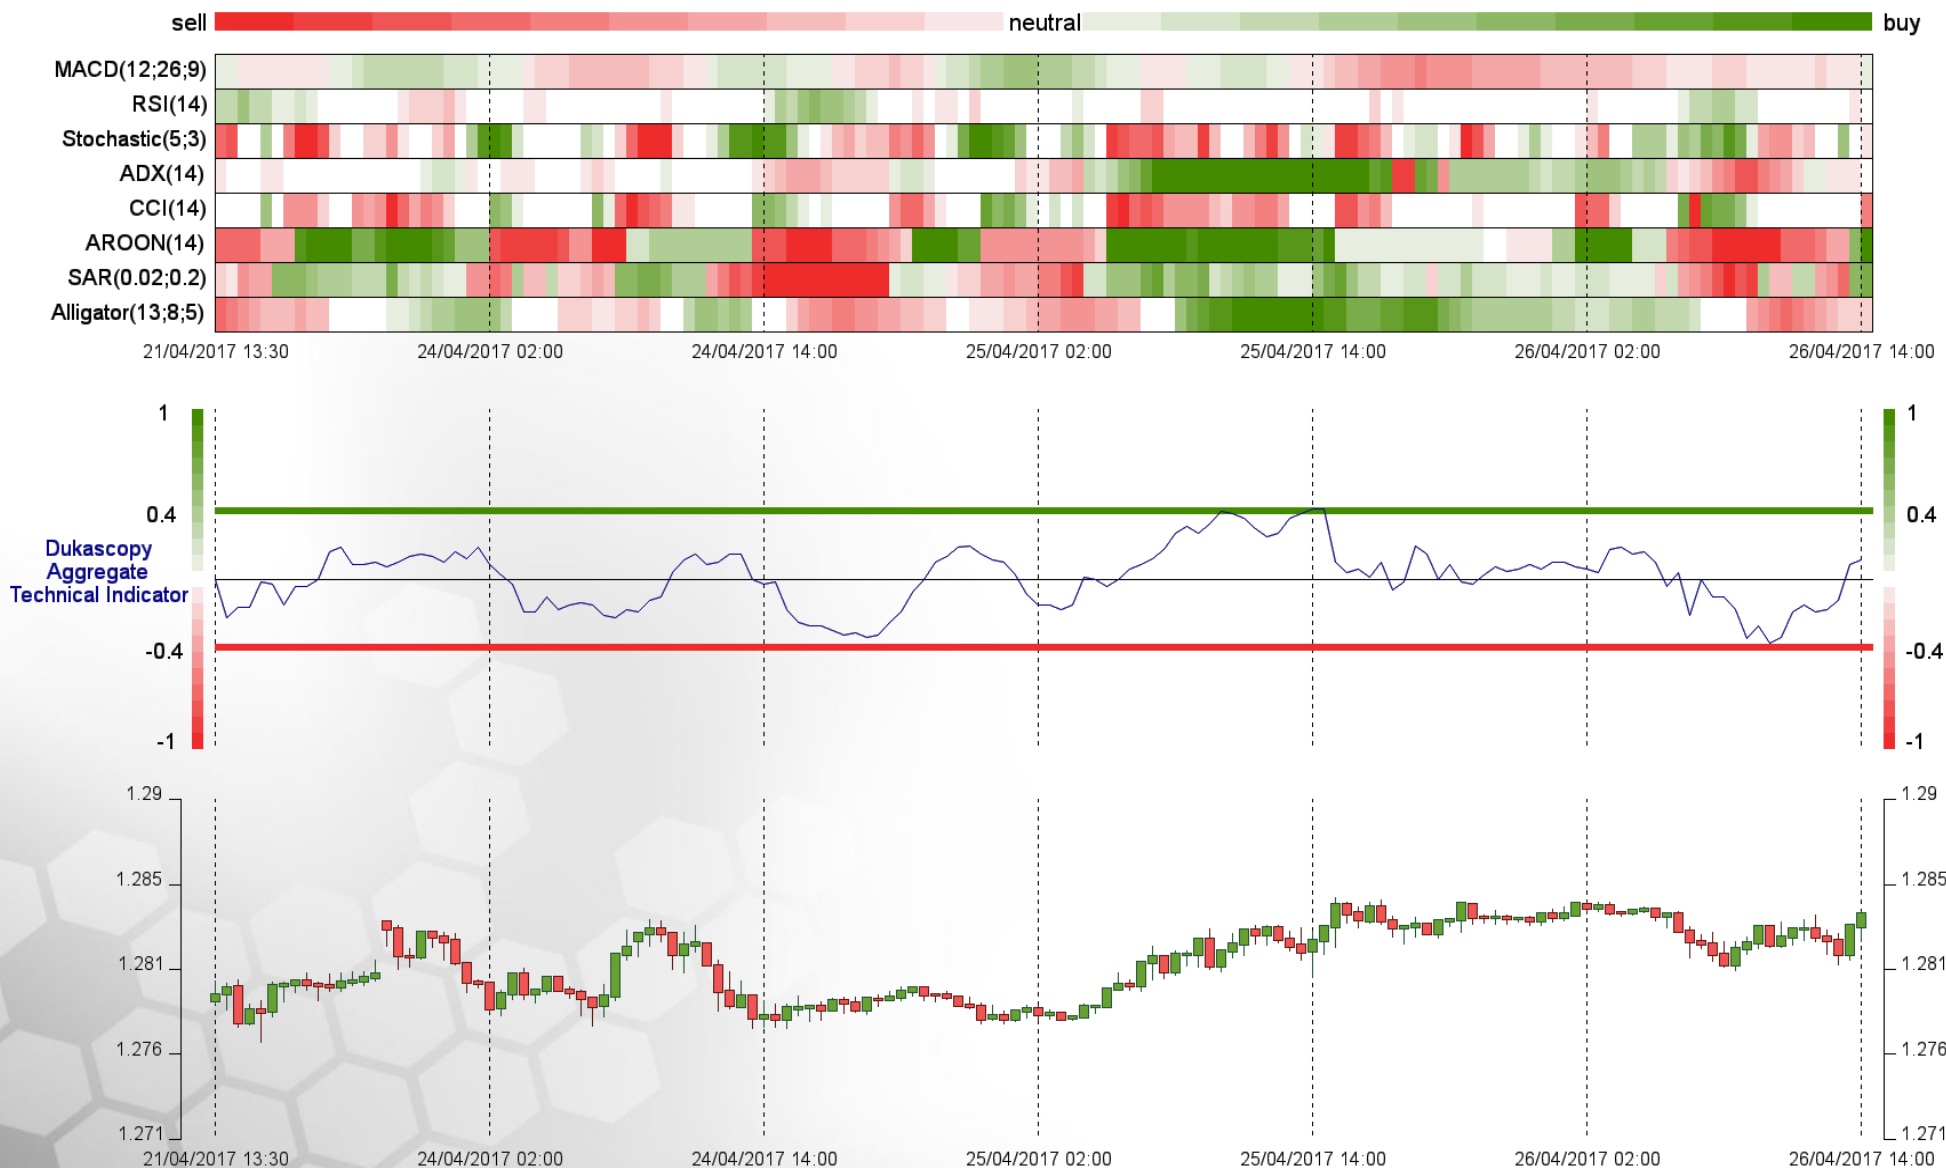 sell neutral buy
MACD(12;26;9)
RSI(14)
Stochastic(5;3)
ADX(14)
CCI(14)
AROON(14)
SAR(0.02;0.2)
Alligator(13;8;5)
21/04/2017 13:30 24/04/2017 02:00 24/04/2017 14:00 25/04/2017 02:00 25/04/2017 14:00 26/04/2017 02:00 26/04/2017 14:00
1 1
0.4 0.4
Dukascopy
Aggregate
Technical Indicator
-0.4 -0.4
-1 -1
1.29 1.29
1.285 1.285
1.281 1.281
1.276 1.276
1.271 1.271
21/04/2017 13:30 24/04/2017 02:00 24/04/2017 14:00 25/04/2017 02:00 25/04/2017 14:00 26/04/2017 02:00 26/04/2017 14:00